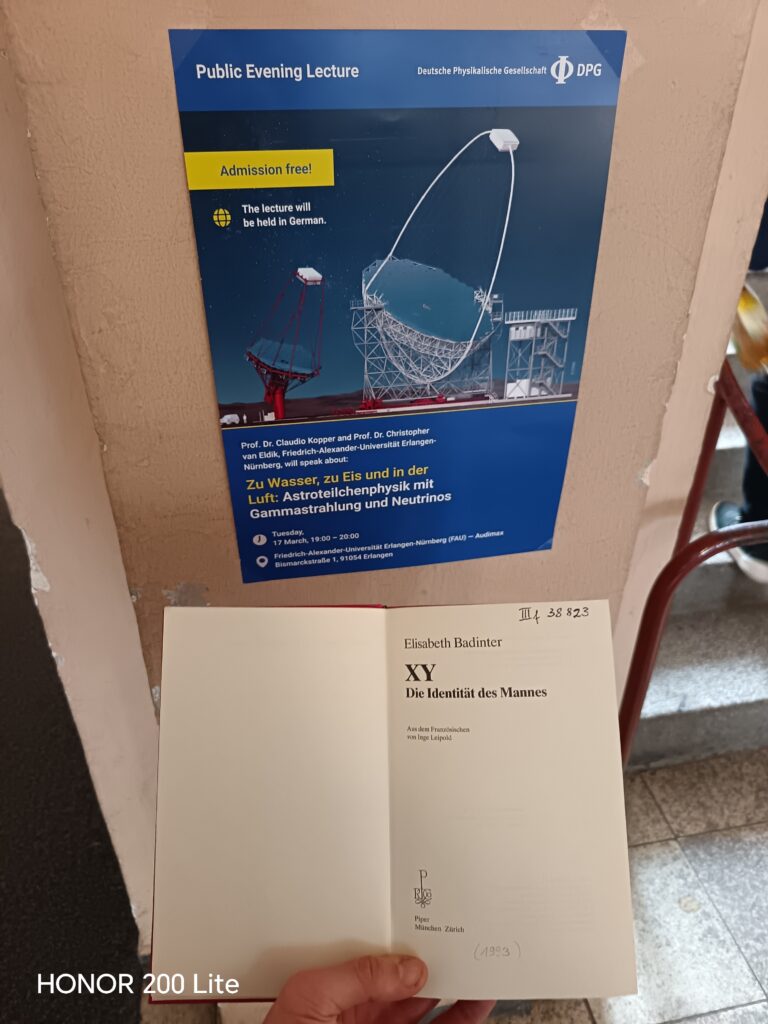 Public Evening Lecture
Deutsche Physikalische Gesellschaft DPG
Admission free!
The lecture will
be held in German.
Prof. Dr. Claudio Kopper and Prof. Dr. Christopher
van Eldik, Friedrich-Alexander-Universität Erlangen-
Nürnberg, will speak about:
Zu Wasser, zu Eis und in der
Luft: Astroteilchenphysik mit
Gammastrahlung und Neutrinos
Tuesday,
17 March, 19:00 – 20:00
Friedrich-Alexander-Universität Erlangen-Nürnberg (FAU) — Audimax
Bismarckstraße 1, 91054 Erlangen
III f 38 823
Elisabeth Badinter
XY
Die Identität des Mannes
Aus dem Französischen
von Inge Leipold
Piper
München Zürich
(1993)
HONOR 200 Lite